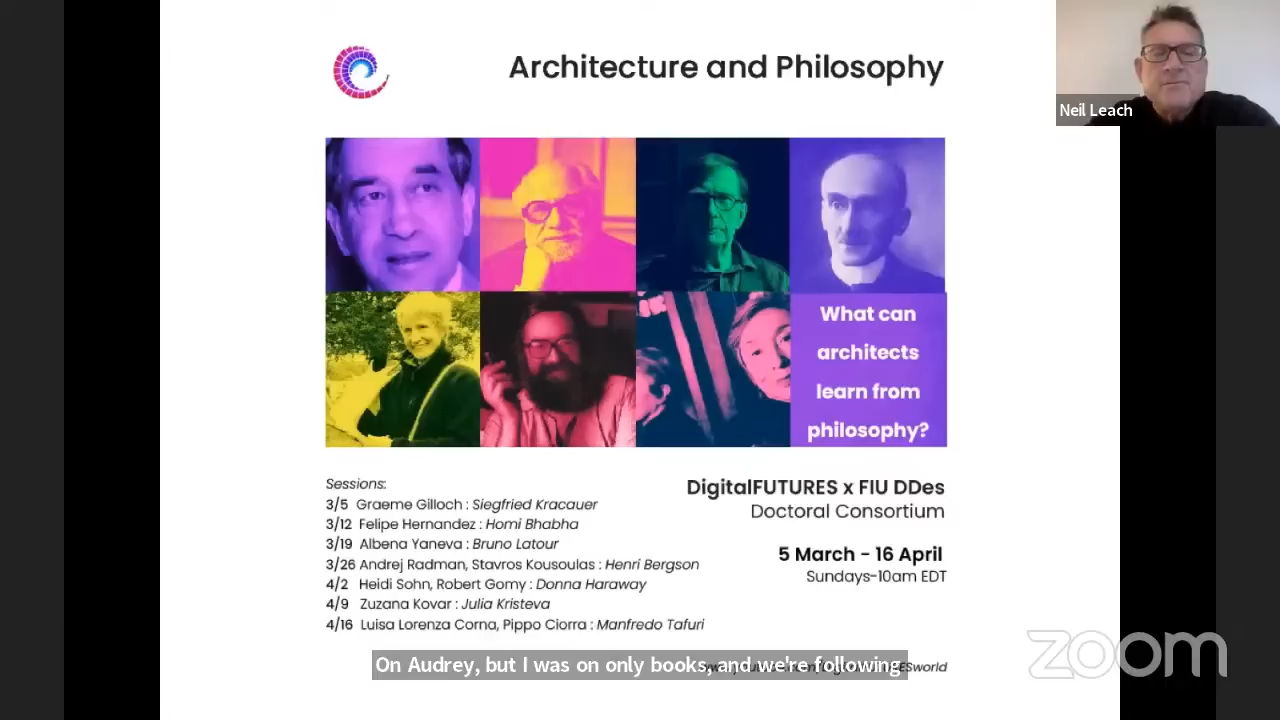 Architecture and Philosophy
Neil Leach
What can
architects
learn from
philosophy?
Sessions:
3/5 Graeme Gilloch : Siegfried Kracauer
3/12 Felipe Hernandez : Homi Bhabha
3/19 Albena Yaneva : Bruno Latour
3/26 Andrej Radman, Stavros Kousoulas : Henri Bergson
4/2 Heidi Sohn, Robert Gorny : Donna Haraway
4/9 Zuzana Kovar : Julia Kristeva
4/16 Luisa Lorenza Corna, Pippo Ciorra : Manfredo Tafuri
DigitalFUTURES x FIU DDes
Doctoral Consortium
5 March - 16 April
Sundays-10am EDT
On Audrey, but I was on only books, and we're following
ESworld
zoom